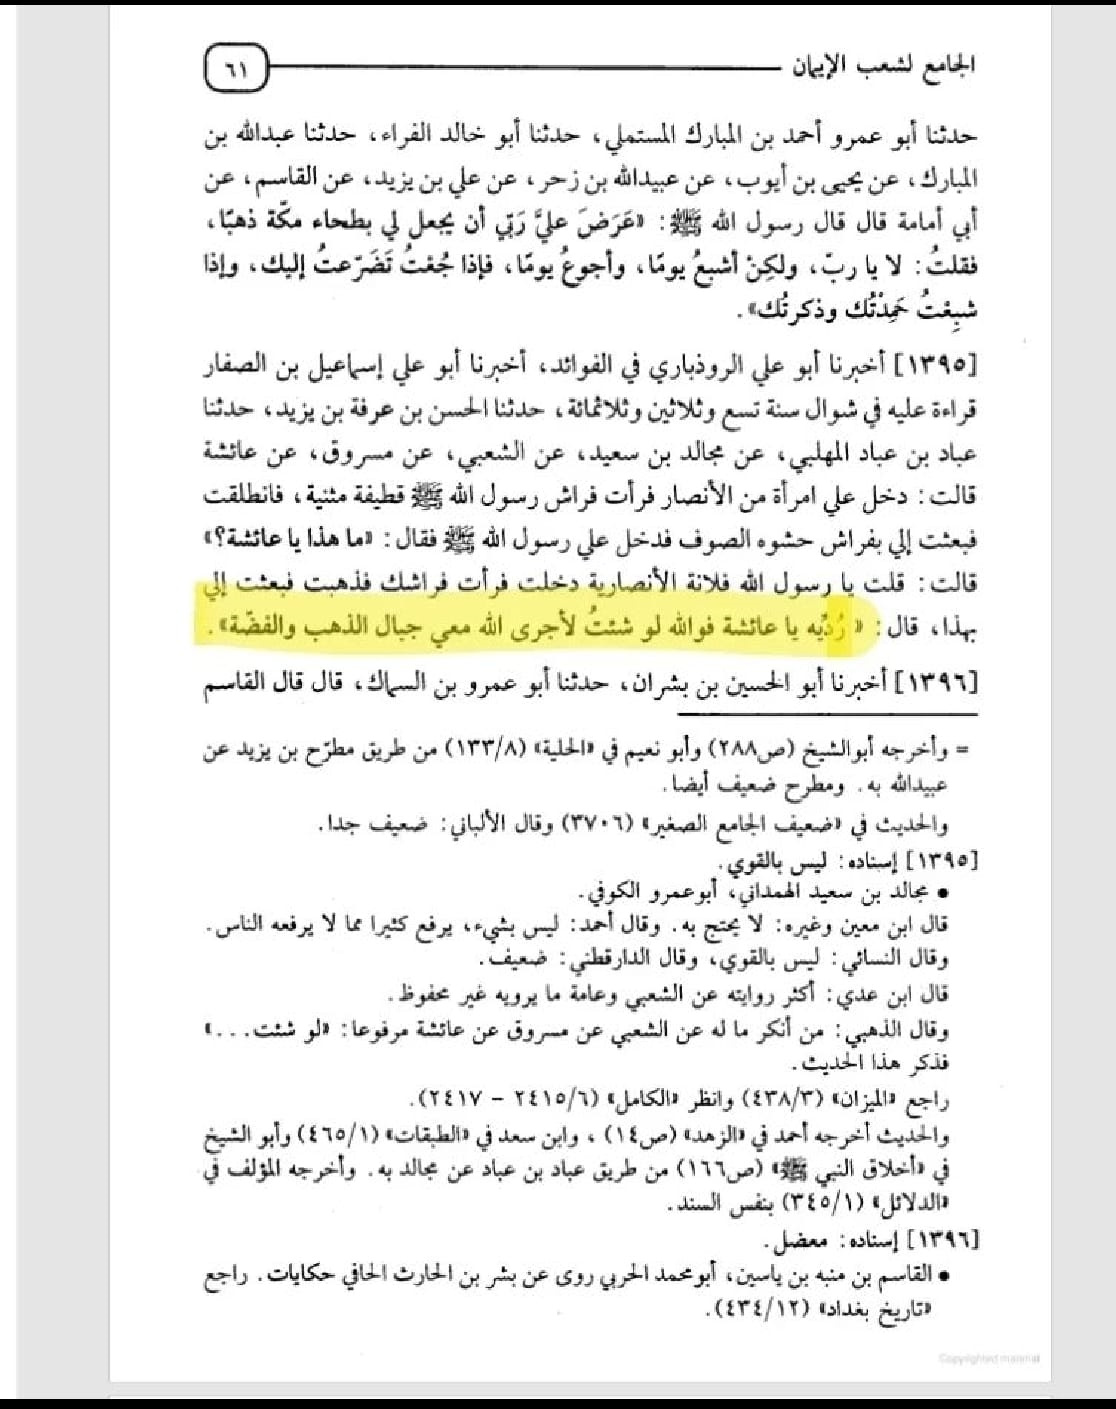 الجامع لشعب الإيمان
٦١
حدثنا أبو عمرو أحمد بن المبارك المستملي، حدثنا أبو خالد الفراء، حدثنا عبدالله بن
المبارك، عن يحيى بن أيوب، عن عبيدالله بن زحر، عن علي بن يزيد، عن القاسم، عن
أبي أمامة قال قال رسول الله ﷺ: «عَرَضَ عليَّ رَبّي أن يجعل لي بطحاء مكّة ذهبًا،
فقلتُ: لا يا ربّ، ولكِنْ أشبعُ يومًا، وأجوعُ يومًا، فإذا جُعْتُ تَضَرّعتُ إليك، وإذا
شبِعْتُ حَمِدْتُك وذكرتُك».
[١٣٩٥] أخبرنا أبو علي الروذباري في الفوائد، أخبرنا أبو علي إسماعيل بن الصفار
قراءة عليه في شوال سنة تسع وثلاثين وثلاثمائة، حدثنا الحسن بن عرفة بن يزيد، حدثنا
عباد بن عباد المهلبي، عن مجالد بن سعيد، عن الشعبي، عن مسروق، عن عائشة
قالت: دخل علي امرأة من الأنصار فرأت فراش رسول الله ﷺ قطيفة مثنية، فانطلقت
فبعثت إلي بفراش حشوه الصوف فدخل علي رسول الله ﷺ فقال: «ما هذا يا عائشة؟»
قالت: قلت يا رسول الله فلانة الأنصارية دخلت فرأت فراشك فذهبت فبعثت إلي
بهذا، قال: «رُدّيه يا عائشة فوالله لو شئتُ لأجرى الله معي جبال الذهب والفضّة».
[١٣٩٦] أخبرنا أبو الحسين بن بشران، حدثنا أبو عمرو بن السماك، قال قال القاسم
= وأخرجه أبوالشيخ (ص٢٨٨) وأبو نعيم في «الحلية» (١٣٣/٨) من طريق مطرّح بن يزيد عن
عبيدالله به. ومطرح ضعيف أيضا.
والحديث في «ضعيف الجامع الصغير» (٣٧٠٦) وقال الألباني: ضعيف جدا.
[١٣٩٥] إسناده: ليس بالقوي.
• مجالد بن سعيد الهمداني، أبوعمرو الكوفي.
قال ابن معين وغيره: لا يحتج به. وقال أحمد: ليس بشيء، يرفع كثيرا مما لا يرفعه الناس.
وقال النسائي: ليس بالقوي، وقال الدارقطني: ضعيف.
قال ابن عدي: أكثر روايته عن الشعبي وعامة ما يرويه غير محفوظ.
وقال الذهبي: من أنكر ما له عن الشعبي عن مسروق عن عائشة مرفوعا: «لو شئت...»
فذكر هذا الحديث.
راجع «الميزان» (٤٣٨/٣) وانظر «الكامل» (٢٤١٥/٦ - ٢٤١٧).
والحديث أخرجه أحمد في «الزهد» (ص١٤)، وابن سعد في «الطبقات» (٤٦٥/١) وأبو الشيخ
في «أخلاق النبي ﷺ» (ص١٦٦) من طريق عباد بن عباد عن مجالد به. وأخرجه المؤلف في
«الدلائل» (٣٤٥/١) بنفس السند.
[١٣٩٦] إسناده: معضل.
• القاسم بن منبه بن ياسين، أبومحمد الحربي روى عن بشر بن الحارث الحافي حكايات. راجع
«تاريخ بغداد» (٤٣٤/١٢).
Copyrighted material